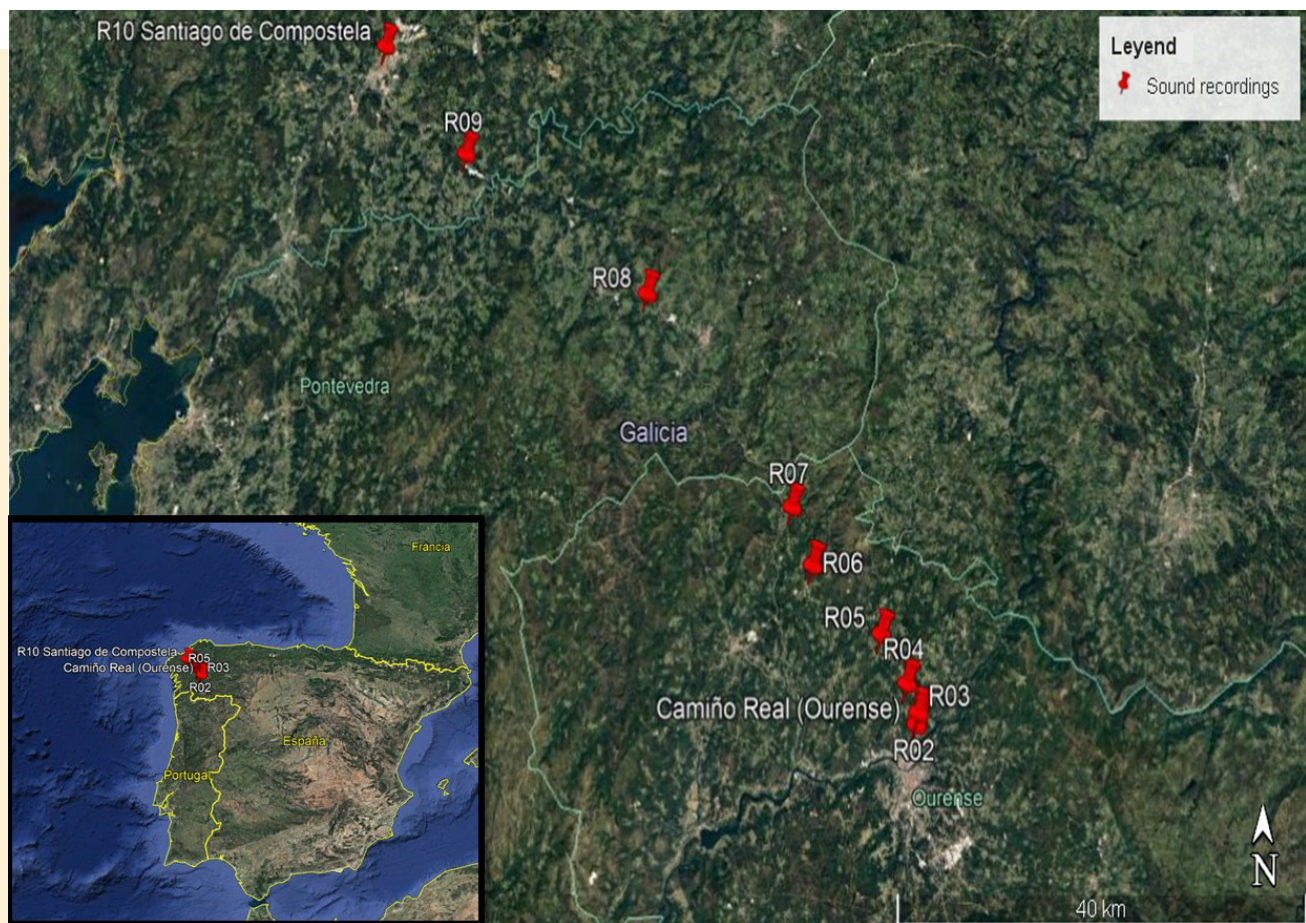 R10 Santiago de Compostela
Leyend
Sound recordings
R09
R08
Pontevedra
Galicia
R07
R06
R05
R04
R03
Camiño Real (Ourense)
R02
Ourense
N
40 km
Francia
R10 Santiago de Compostela
R05
Camiño Real (Ourense)
R03
R02
España
Portugal